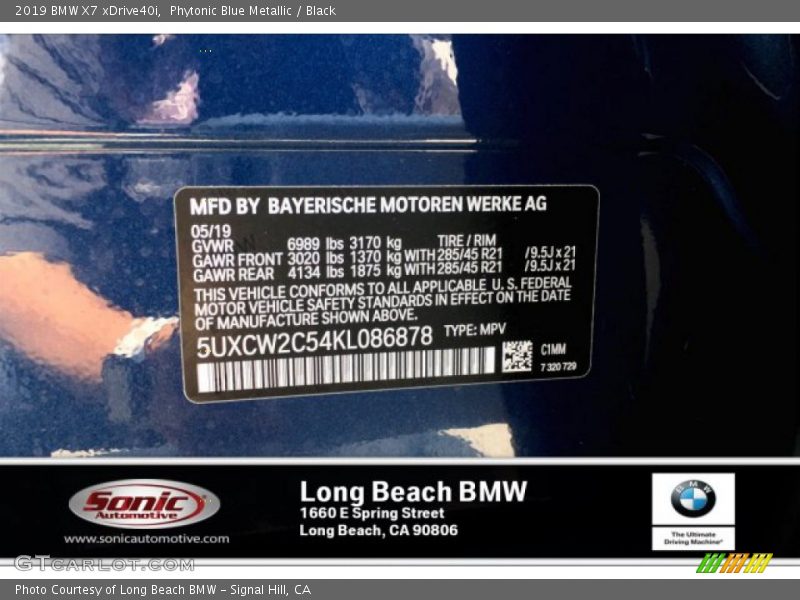 2019 BMW X7 xDrive40i,  Phytonic Blue Metallic / Black
MFD BY BAYERISCHE MOTOREN WERKE AG
05/19
GVWR 6989 lbs 3170 kg TIRE / RIM
GAWR FRONT 3020 lbs 1370 kg WITH 285/45 R21 /9.5J x 21
GAWR REAR 4134 lbs 1875 kg WITH 285/45 R21 /9.5J x 21
THIS VEHICLE CONFORMS TO ALL APPLICABLE U. S. FEDERAL
MOTOR VEHICLE SAFETY STANDARDS IN EFFECT ON THE DATE
OF MANUFACTURE SHOWN ABOVE.
5UXCW2C54KL086878 TYPE: MPV
C1MM
7 320 729
Sonic
Automotive
www.sonicautomotive.com
Long Beach BMW
1660 E Spring Street
Long Beach, CA 90806
BMW
The Ultimate
Driving Machine®
GTCARLOT.COM
Photo Courtesy of Long Beach BMW – Signal Hill, CA